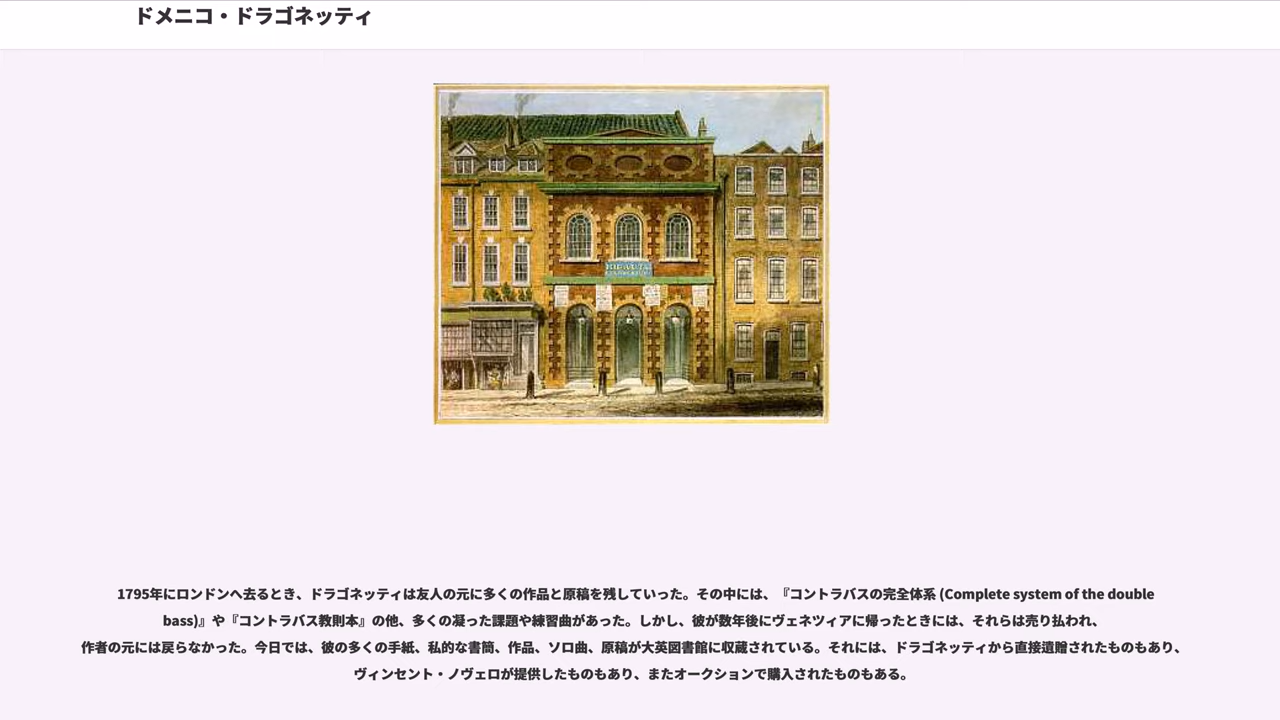 ドメニコ・ドラゴネッティ
1795年にロンドンへ去るとき、ドラゴネッティは友人の元に多くの作品と原稿を残していった。その中には、『コントラバスの完全体系 (Complete system of the double
bass)』や『コントラバス教則本』の他、多くの凝った課題や練習曲があった。しかし、彼が数年後にヴェネツィアに帰ったときには、それらは売り払われ、
作者の元には戻らなかった。今日では、彼の多くの手紙、私的な書簡、作品、ソロ曲、原稿が大英図書館に収蔵されている。それには、ドラゴネッティから直接遺贈されたものもあり、
ヴィンセント・ノヴェロが提供したものもあり、またオークションで購入されたものもある。